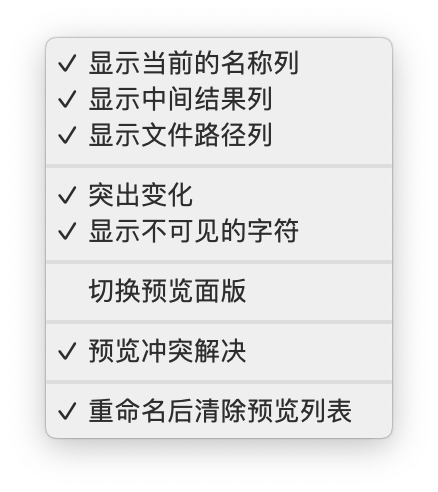 显示当前的名称列
显示中间结果列
显示文件路径列
突出变化
显示不可见的字符
切换预览面版
预览冲突解决
重命名后清除预览列表